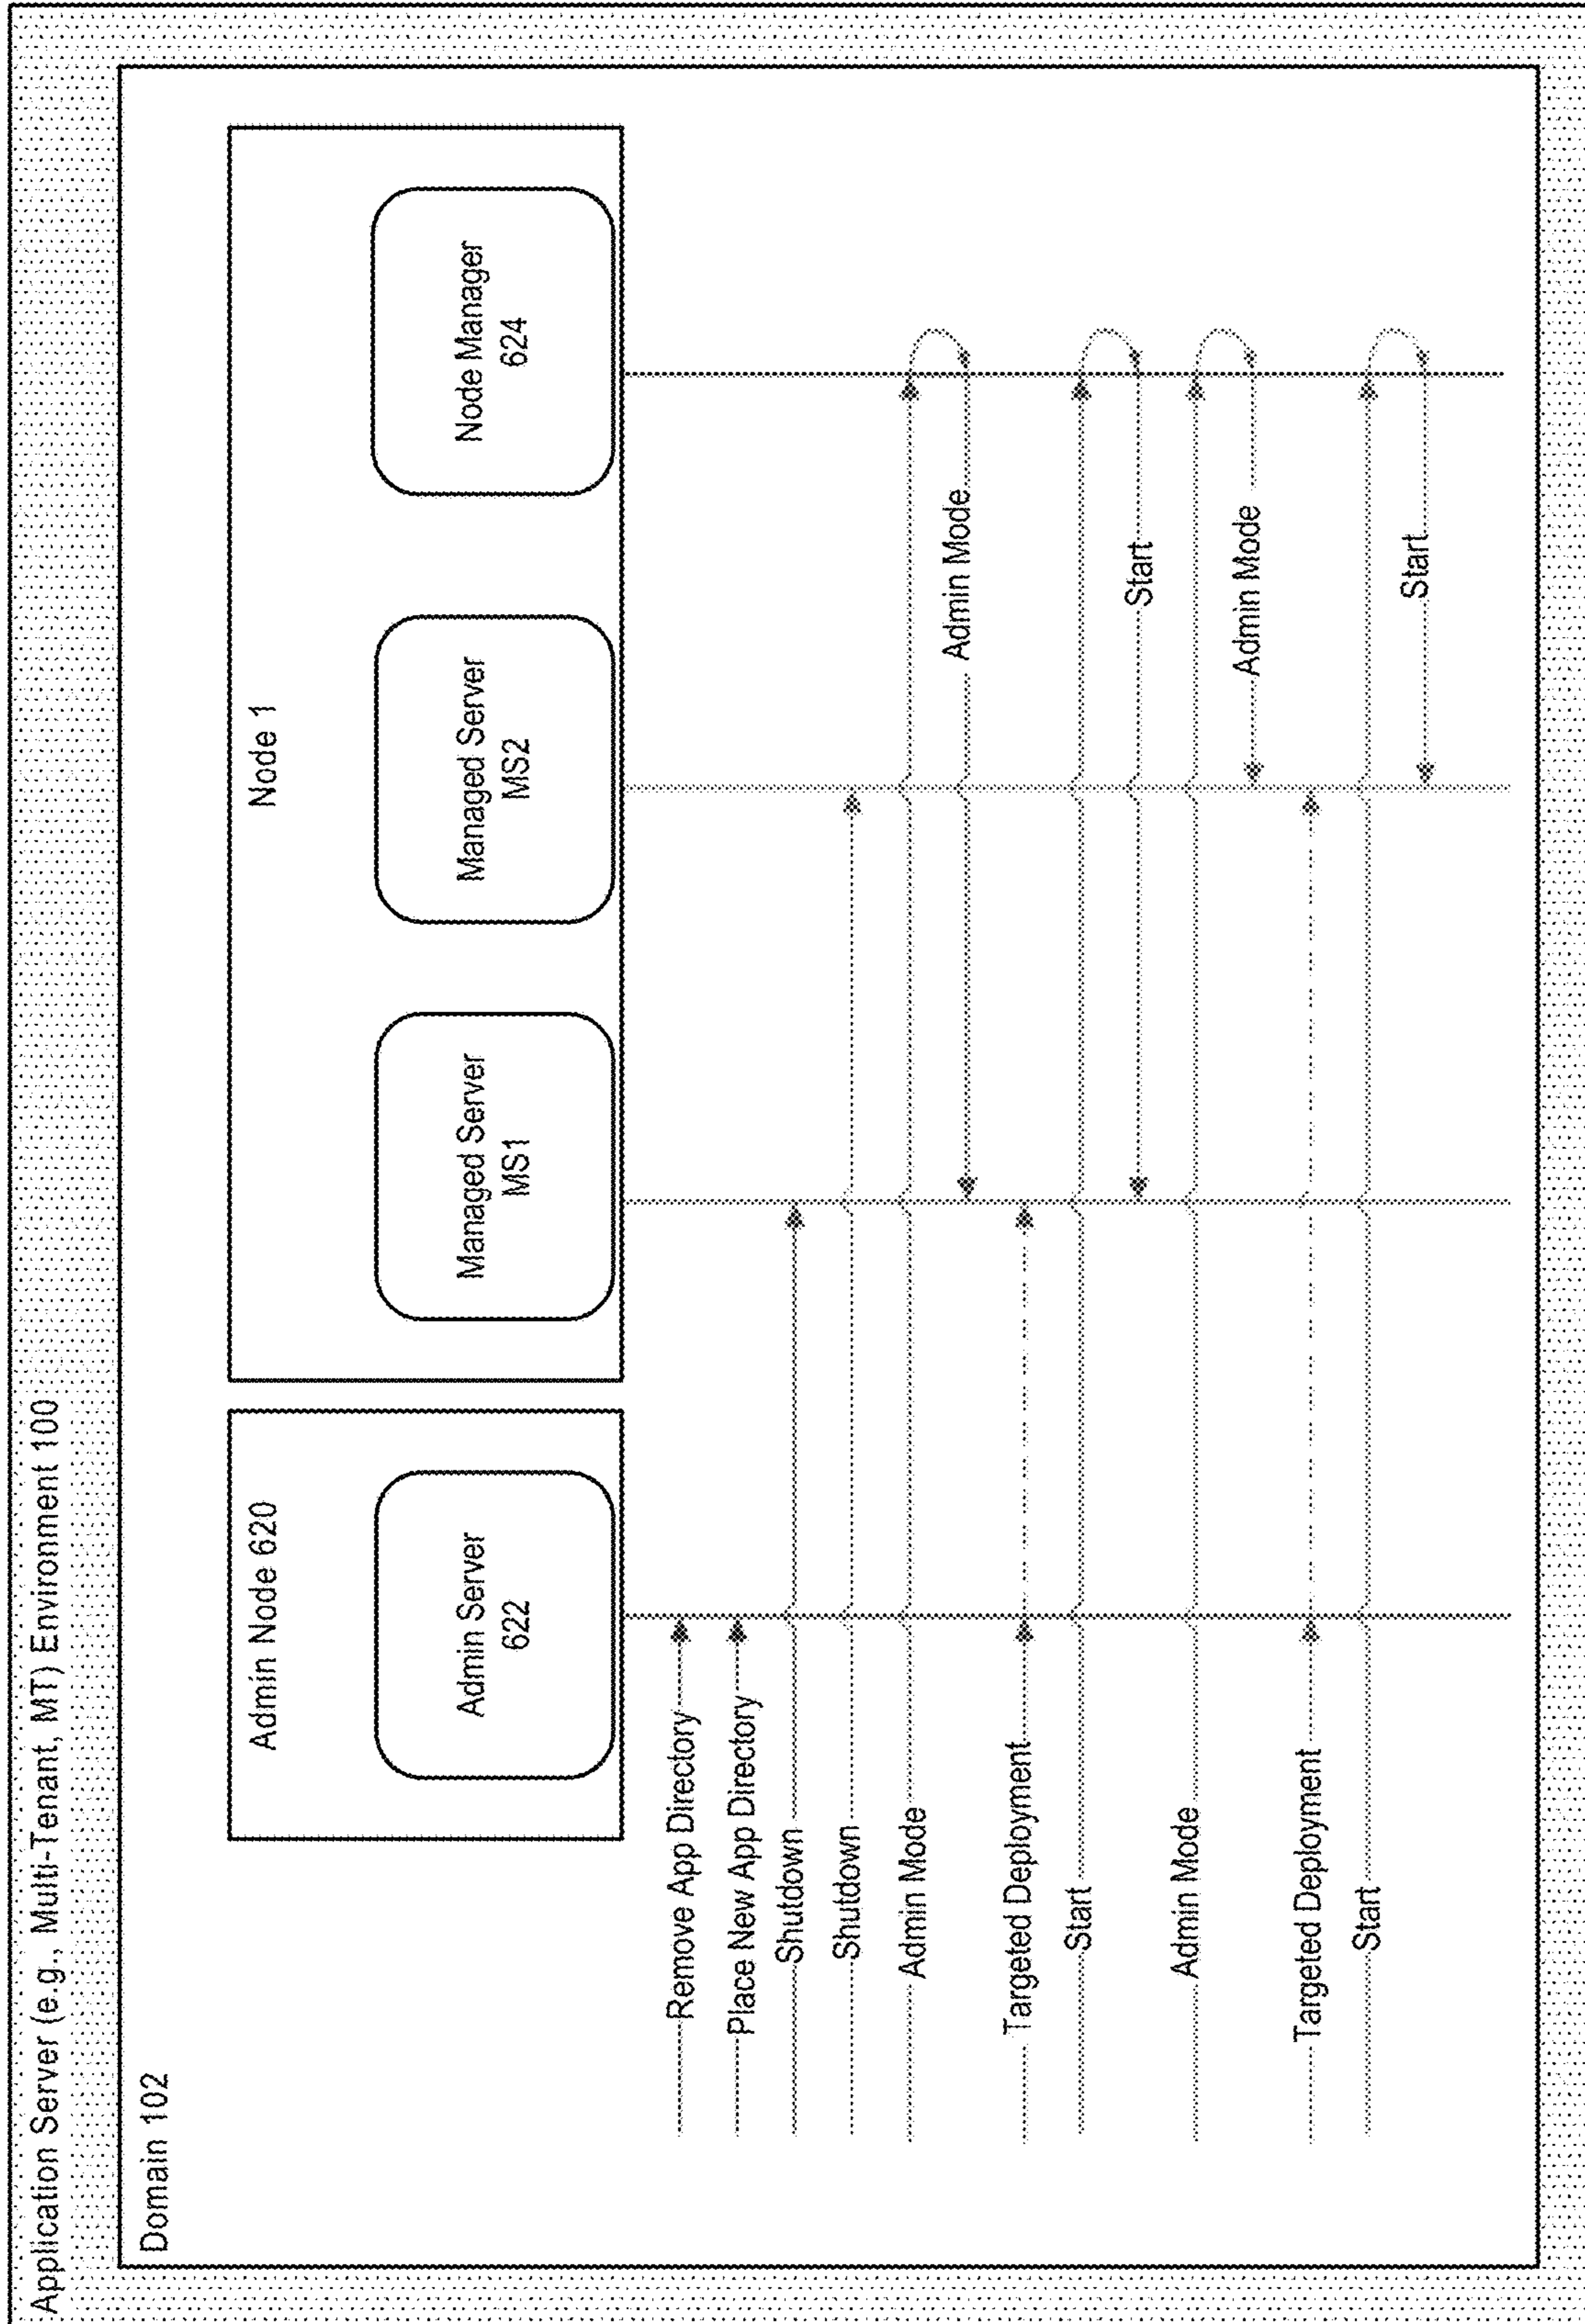 Application Server (e.g., Multi-Tenant, MT) Environment 100
Domain 102
Admin Node 620
Admin Server
622
Node 1
Managed Server
MS1
Managed Server
MS2
Node Manager
624
Remove App Directory
Place New App Directory
Shutdown
Shutdown
Admin Mode
Admin Mode
Targeted Deployment
Start
Start
Admin Mode
Admin Mode
Targeted Deployment
Start
Start